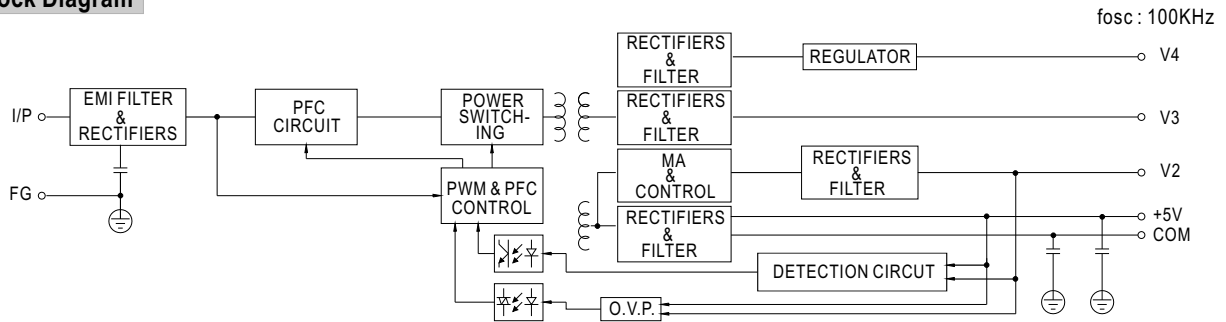 ock Diagram
fosc : 100KHz
RECTIFIERS
&
FILTER
REGULATOR
V4
I/P
EMI FILTER
&
RECTIFIERS
PFC
CIRCUIT
POWER
SWITCH-
ING
RECTIFIERS
&
FILTER
V3
FG
PWM & PFC
CONTROL
MA
&
CONTROL
RECTIFIERS
&
FILTER
V2
RECTIFIERS
&
FILTER
+5V
COM
DETECTION CIRCUT
O.V.P.